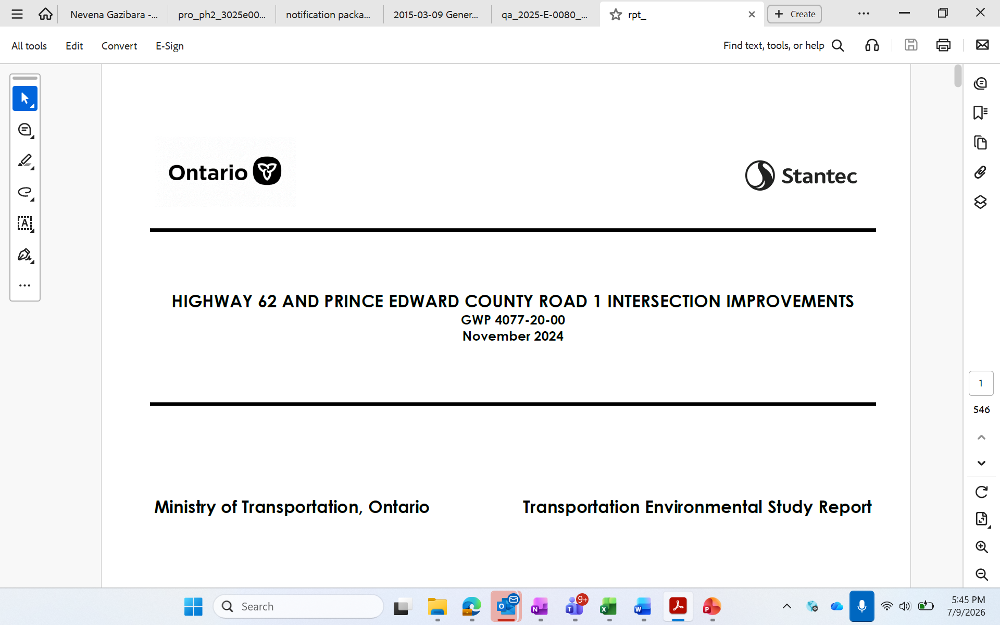 Nevena Gazibara -...
pro_ph2_3025e00...
notification packa...
2015-03-09 Gener...
qa_2025-E-0080_...
rpt_
Create
All tools
Edit
Convert
E-Sign
Find text, tools, or help
Ontario
Stantec
HIGHWAY 62 AND PRINCE EDWARD COUNTY ROAD 1 INTERSECTION IMPROVEMENTS
GWP 4077-20-00
November 2024
1
546
Ministry of Transportation, Ontario
Transportation Environmental Study Report
Search
9+
5:45 PM
7/9/2026